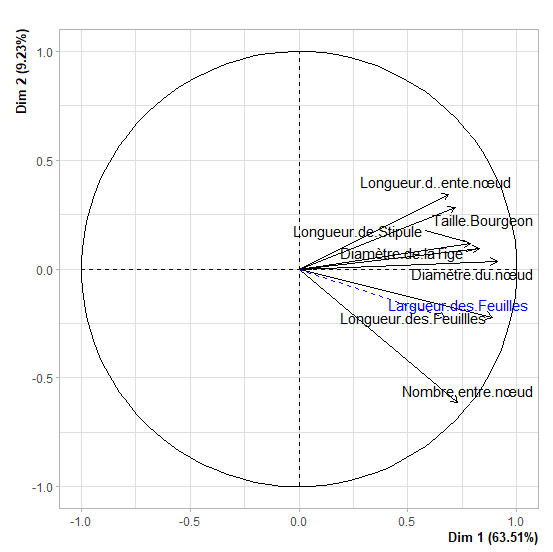 Dim 2 (9.23%)
1.0
0.5
0.0
-0.5
-1.0
Longueur.d..ente.nœud
Taille.Bourgeon
Longueur.de.Stipule
Diamètre.de.la.tige
Diamètre.du.nœud
Largueur.des.Feuilles
Longueur.des.Feuillles
Nombre.entre.nœud
-1.0 -0.5 0.0 0.5 1.0
Dim 1 (63.51%)